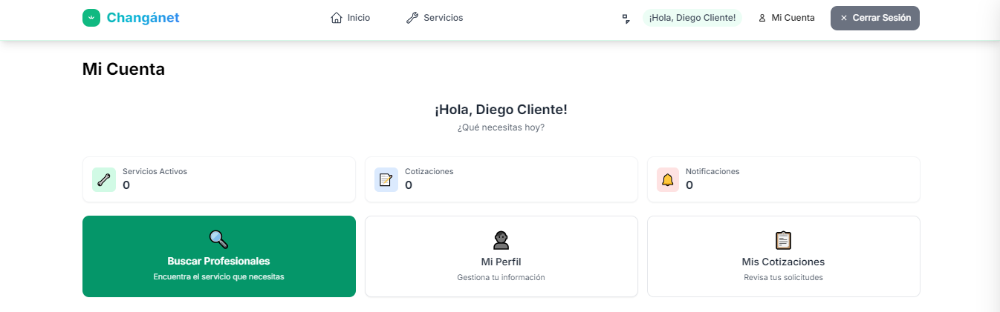 Changánet
Inicio
Servicios
¡Hola, Diego Cliente!
Mi Cuenta
Cerrar Sesión
Mi Cuenta
¡Hola, Diego Cliente!
¿Qué necesitas hoy?
Servicios Activos
0
Cotizaciones
0
Notificaciones
0
Buscar Profesionales
Encuentra el servicio que necesitas
Mi Perfil
Gestiona tu información
Mis Cotizaciones
Revisa tus solicitudes